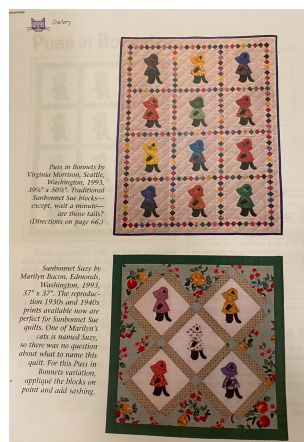 Gallery
Puss in Bonnets by
Virginia Morrison, Seattle,
Washington, 1993,
39¼" x 50½". Traditional
Sunbonnet Sue blocks—
except, wait a minute—
are those tails?
(Directions on page 66.)
Sunbonnet Suzy by
Marilyn Bacon, Edmonds,
Washington, 1993,
37" x 37". The reproduc-
tion 1930s and 1940s
prints available now are
perfect for Sunbonnet Sue
quilts. One of Marilyn's
cats is named Suzy,
so there was no question
about what to name this
quilt. For this Puss in
Bonnets variation,
appliqué the blocks on
point and add sashing.